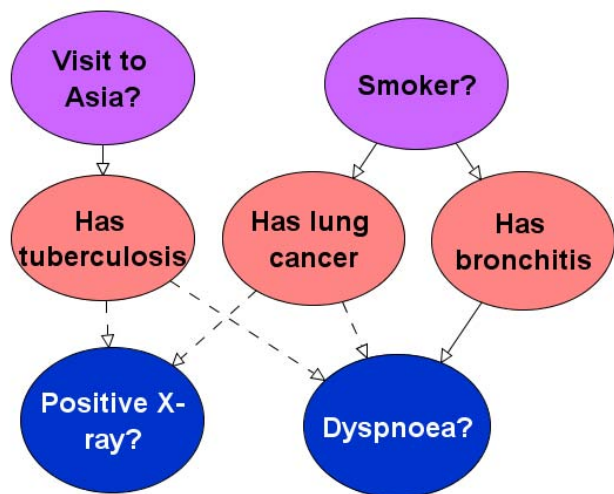 Visit to
Asia?
Smoker?
Has
tuberculosis
Has lung
cancer
Has
bronchitis
Positive X-
ray?
Dyspnoea?